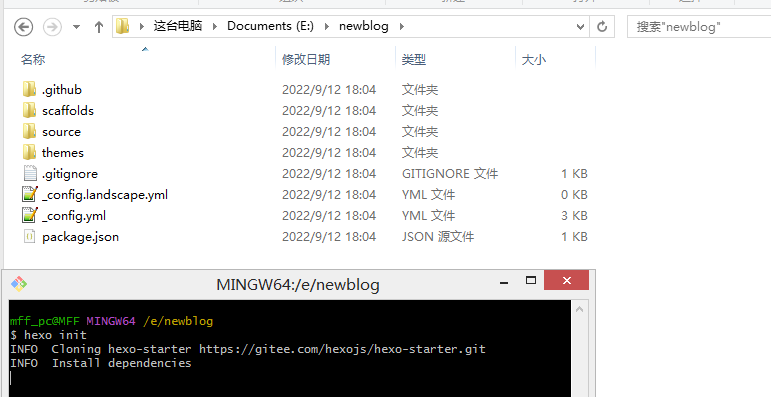 这台电脑 Documents (E:) newblog 搜索"newblog"
名称 修改日期 类型 大小
.github 2022/9/12 18:04 文件夹
scaffolds 2022/9/12 18:04 文件夹
source 2022/9/12 18:04 文件夹
themes 2022/9/12 18:04 文件夹
.gitignore 2022/9/12 18:04 GITIGNORE 文件 1 KB
_config.landscape.yml 2022/9/12 18:04 YML 文件 0 KB
_config.yml 2022/9/12 18:04 YML 文件 3 KB
package.json 2022/9/12 18:04 JSON 源文件 1 KB
MINGW64:/e/newblog
mff_pc@MFF MINGW64 /e/newblog
$ hexo init
INFO  Cloning hexo-starter https://gitee.com/hexojs/hexo-starter.git
INFO  Install dependencies